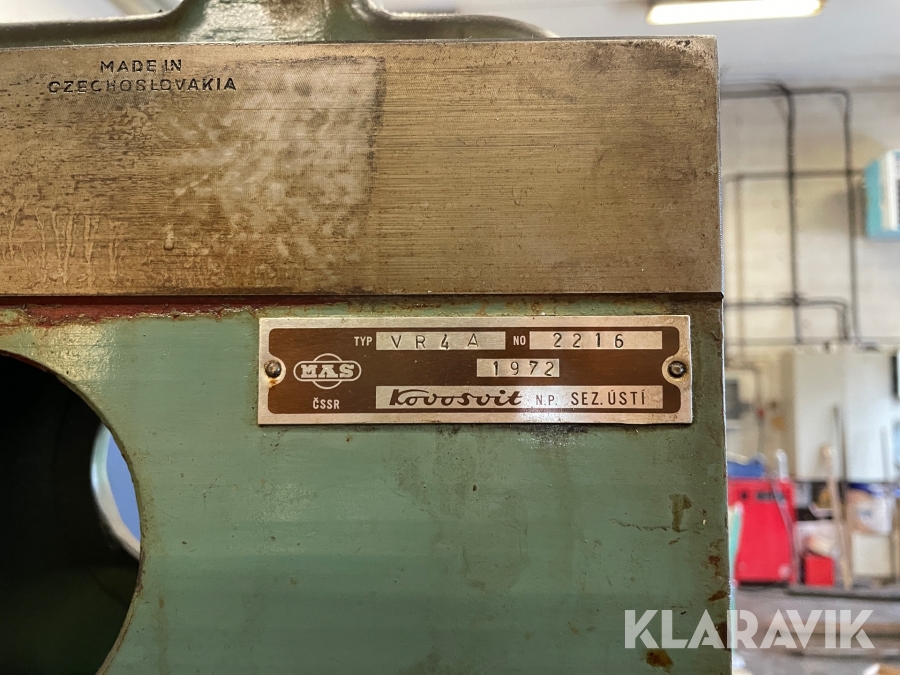 MADE IN
CZECHOSLOVAKIA
TYP VR4A NO 2216
MAS
1972
ČSSR
Kovosvit N.P. SEZ. ÚSTÍ
KLARAVIK